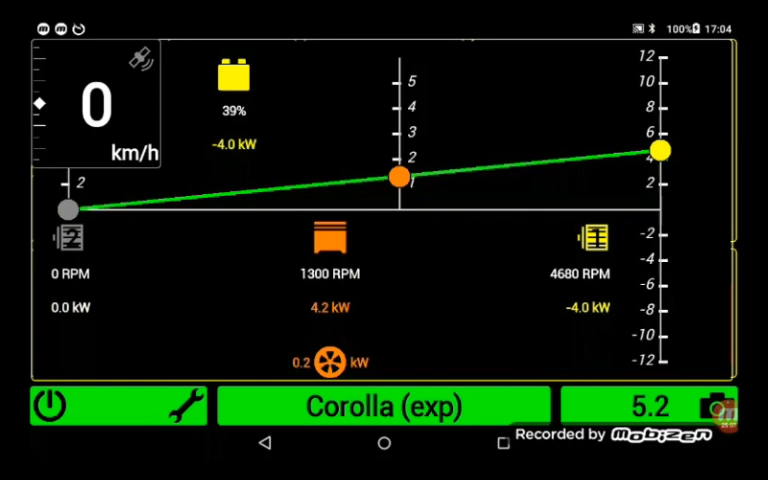 100% 17:04
0
km/h
39%
-4.0 kW
2
5
4
3
2
1
12
10
8
6
4
2
-2
-4
-6
-8
-10
-12
0 RPM
1300 RPM
4680 RPM
0.0 kW
4.2 kW
-4.0 kW
0.2 kW
Corolla (exp)
5.2
Recorded by mobizen